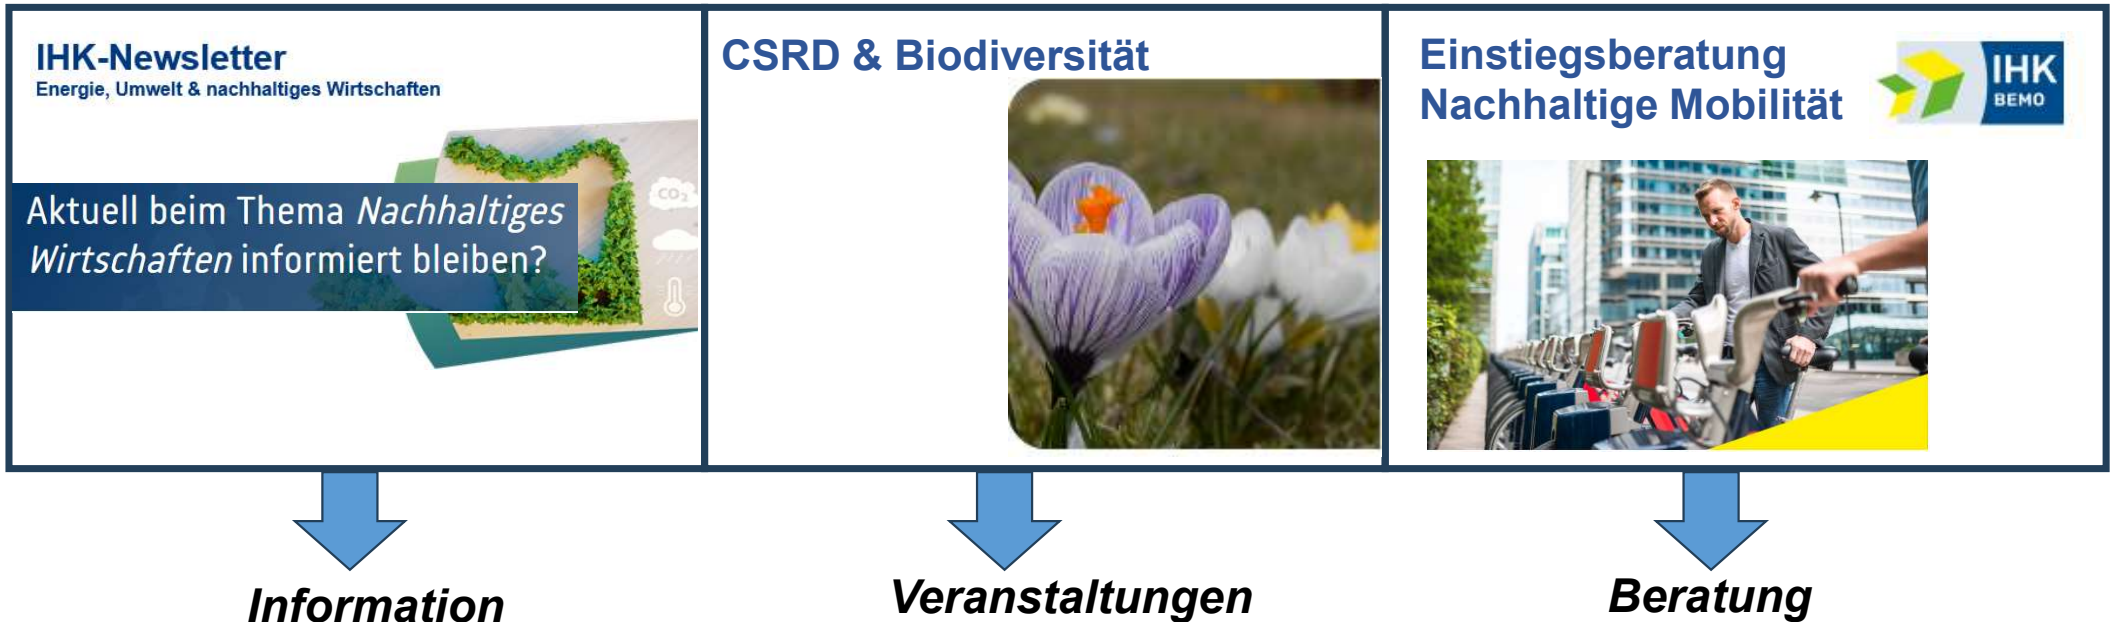 IHK-Newsletter
Energie, Umwelt & nachhaltiges Wirtschaften
CO₂
Aktuell beim Thema Nachhaltiges
Wirtschaften informiert bleiben?
CSRD & Biodiversität
Einstiegsberatung
Nachhaltige Mobilität
IHK
BEMO
Information
Veranstaltungen
Beratung